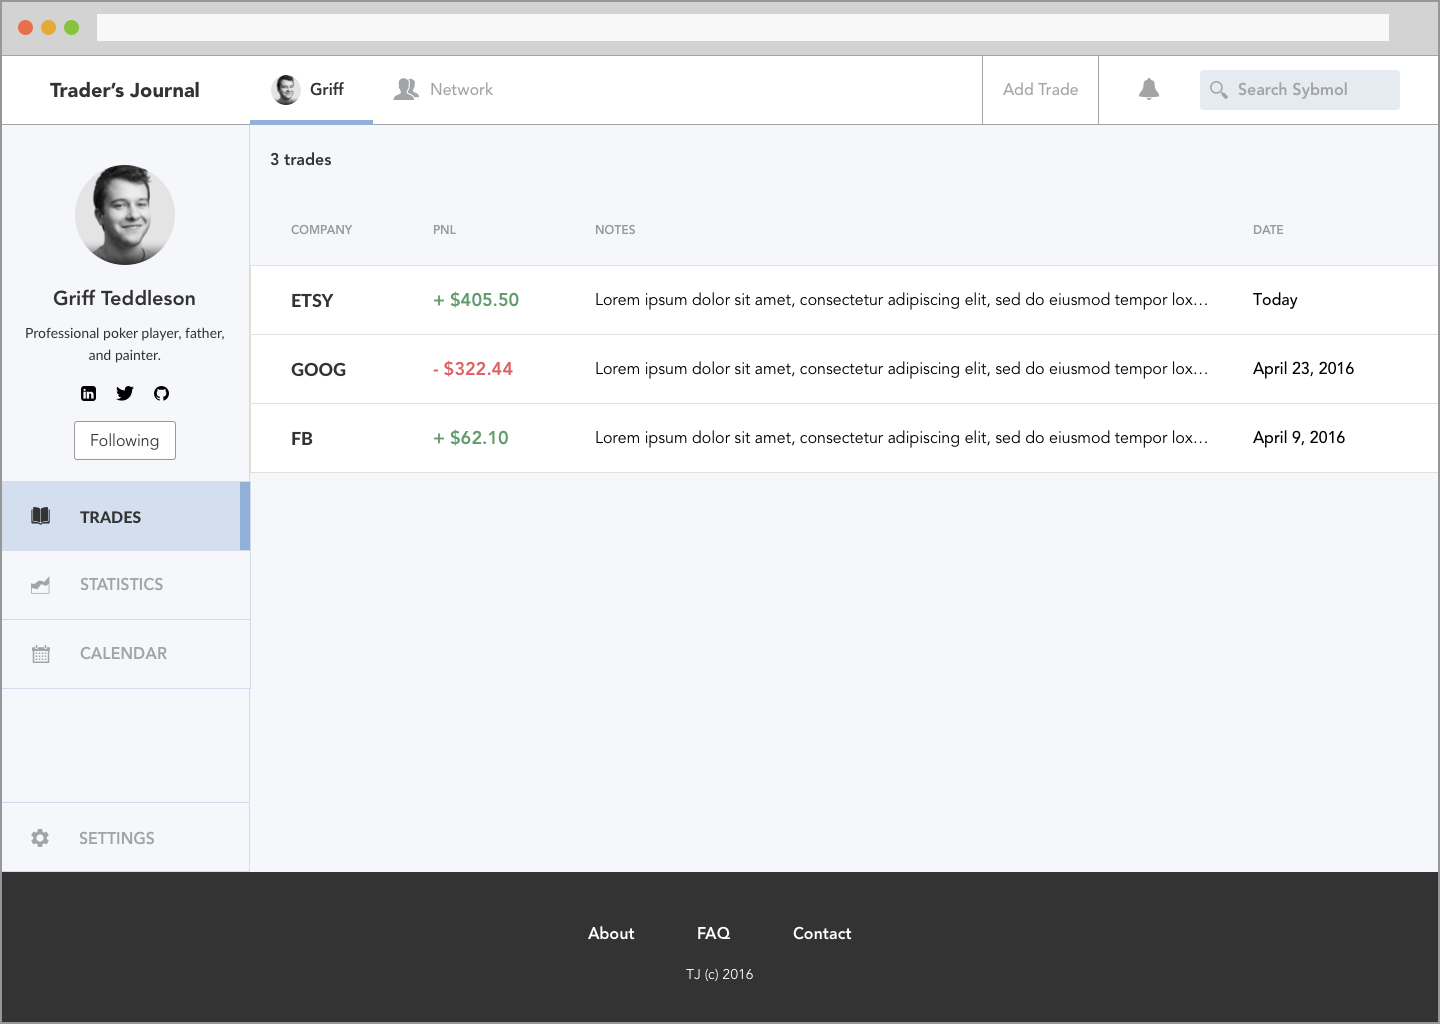 Trader’s Journal
Griff
Network
Add Trade
Search Sybmol
Griff Teddleson
Professional poker player, father,
and painter.
in
Following
TRADES
STATISTICS
CALENDAR
SETTINGS
3 trades
COMPANY PNL NOTES DATE
ETSY + $405.50 Lorem ipsum dolor sit amet, consectetur adipiscing elit, sed do eiusmod tempor lox… Today
GOOG - $322.44 Lorem ipsum dolor sit amet, consectetur adipiscing elit, sed do eiusmod tempor lox… April 23, 2016
FB + $62.10 Lorem ipsum dolor sit amet, consectetur adipiscing elit, sed do eiusmod tempor lox… April 9, 2016
About FAQ Contact
TJ (c) 2016